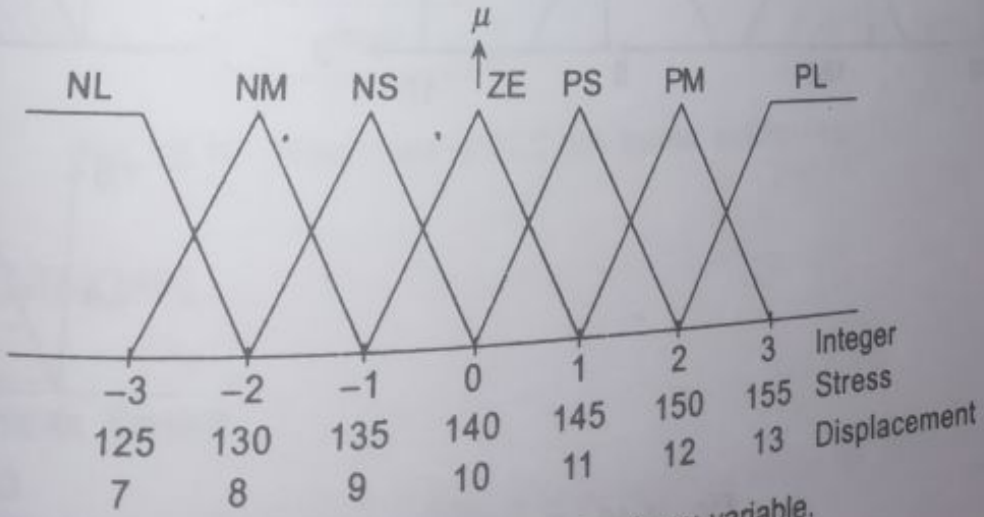 μ
NL NM NS ZE PS PM PL
–3 –2 –1 0 1 2 3 Integer
125 130 135 140 145 150 155 Stress
7 8 9 10 11 12 13 Displacement
variable.